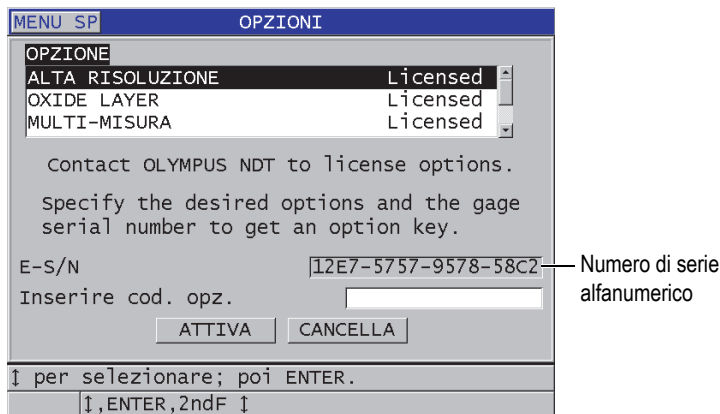 MENU SP OPZIONI
OPZIONE
ALTA RISOLUZIONE Licensed
OXIDE LAYER Licensed
MULTI-MISURA Licensed
Contact OLYMPUS NDT to license options.
Specify the desired options and the gage
serial number to get an option key.
E-S/N 12E7-5757-9578-58C2
Numero di serie
alfanumerico
Inserire cod. opz.
ATTIVA CANCELLA
↕ per selezionare; poi ENTER.
↕,ENTER,2ndF ↕